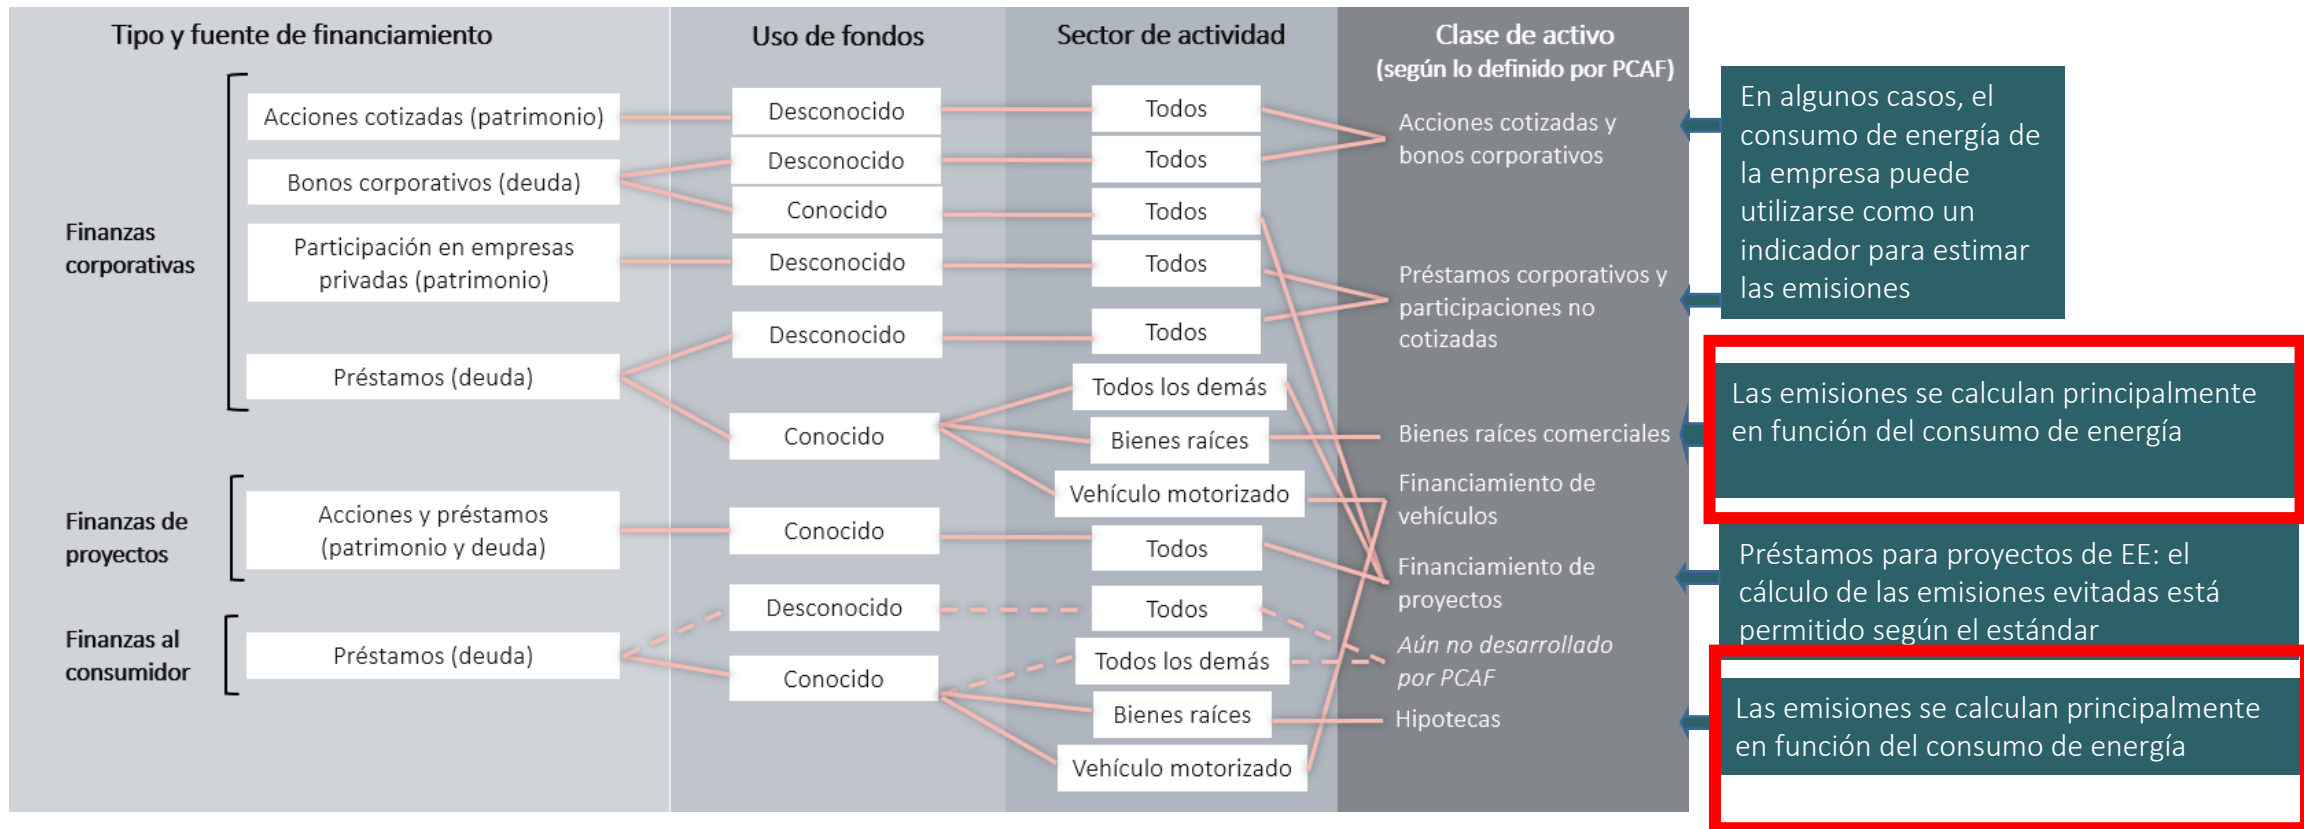 Tipo y fuente de financiamiento
Uso de fondos
Sector de actividad
Clase de activo
(según lo definido por PCAF)
Finanzas
corporativas
Acciones cotizadas (patrimonio)
Desconocido
Todos
Bonos corporativos (deuda)
Desconocido
Todos
Conocido
Todos
Participación en empresas
privadas (patrimonio)
Desconocido
Todos
Préstamos (deuda)
Desconocido
Todos
Conocido
Todos los demás
Bienes raíces
Vehículo motorizado
Finanzas de
proyectos
Acciones y préstamos
(patrimonio y deuda)
Conocido
Todos
Finanzas al
consumidor
Préstamos (deuda)
Desconocido
Todos
Conocido
Todos los demás
Bienes raíces
Vehículo motorizado
Acciones cotizadas y
bonos corporativos
Préstamos corporativos y
participaciones no
cotizadas
Bienes raíces comerciales
Financiamiento de
vehículos
Financiamiento de
proyectos
Aún no desarrollado
por PCAF
Hipotecas
En algunos casos, el
consumo de energía de
la empresa puede
utilizarse como un
indicador para estimar
las emisiones
Las emisiones se calculan principalmente
en función del consumo de energía
Préstamos para proyectos de EE: el
cálculo de las emisiones evitadas está
permitido según el estándar
Las emisiones se calculan principalmente
en función del consumo de energía